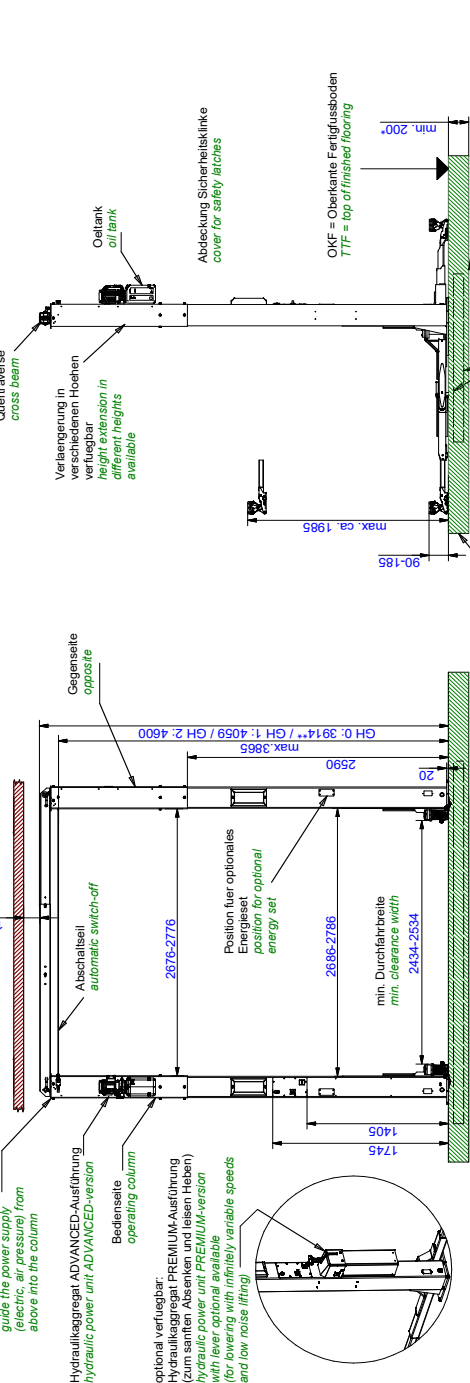 guide the power supply
(electric, air pressure) from
above into the column
Hydraulikaggregat ADVANCED-Ausführung
hydraulic power unit ADVANCED-version
Bedienseite
operating column
optional verfuegbar:
Hydraulikaggregat PREMIUM-Ausführung
(zum sanften Absenken und leisen Heben)
hydraulic power unit PREMIUM-version
with lever optional available
(for lowering with infinitely variable speeds
and low noise lifting)
Abschaltseil
automatic switch-off
2676-2776
Position fuer optionales
Energieset
position for optional
energy set
2686-2786
min. Durchfahrbreite
min. clearance width
2434-2534
1405
1745
Gegenseite
opposite
GH 0: 3914** / GH 1: 4059 / GH 2: 4600
max.3865
2590
20
Quertraverse
cross beam
Verlaengerung in
verschiedenen Hoehen
verfuegbar
height extension in
different heights
available
Oeltank
oil tank
Abdeckung Sicherheitsklinke
cover for safety latches
OKF = Oberkante Fertigfussboden
TTF = top of finished flooring
min. 200*
max. ca. 1985
90-185